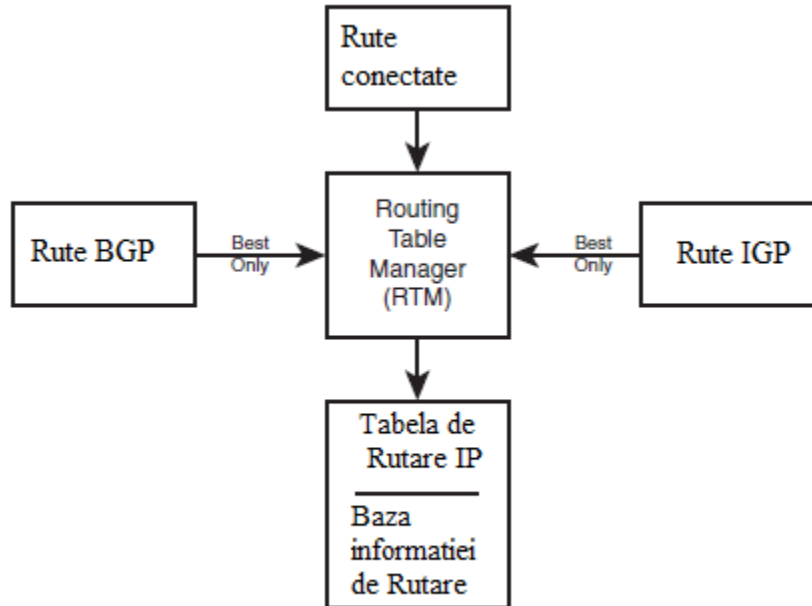 Rute
conectate
Rute BGP
Best
Only
Routing
Table
Manager
(RTM)
Best
Only
Rute IGP
Tabela de
Rutare IP
Baza
informatiei
de Rutare